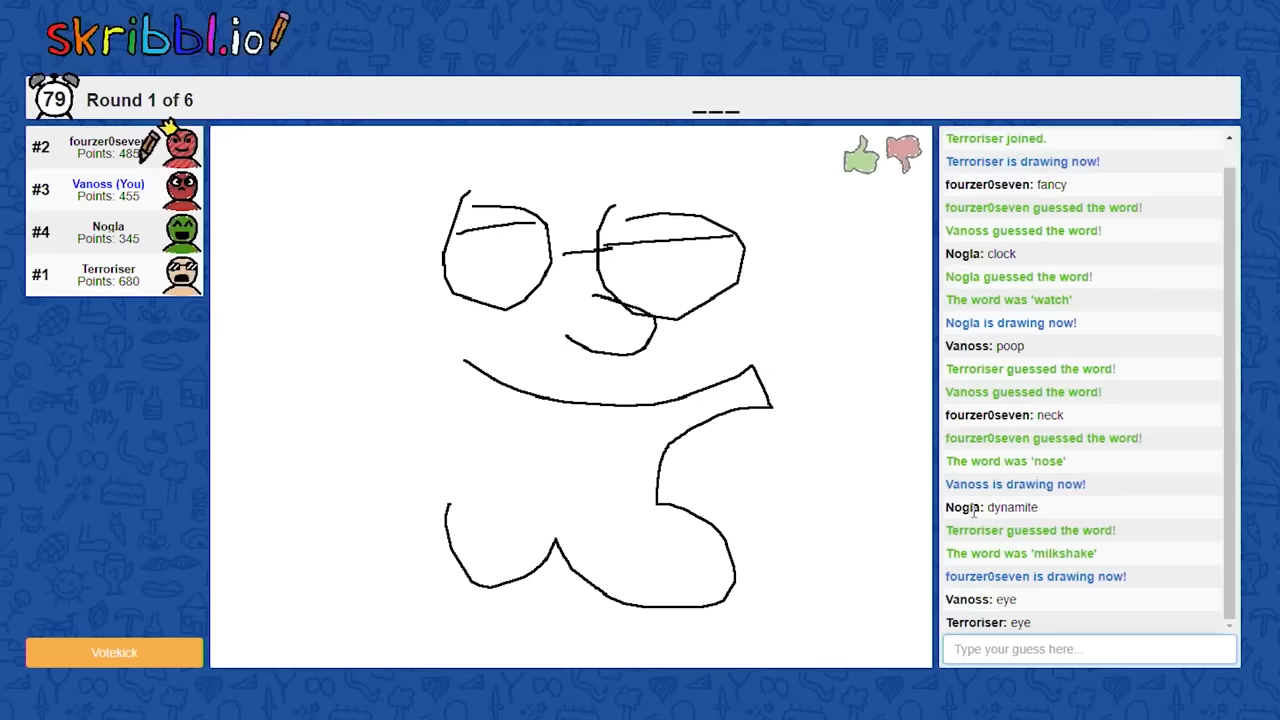 skribbl.io
79
Round 1 of 6
_ _ _
#2
fourzer0seven
Points: 485
#3
Vanoss (You)
Points: 455
#4
Nogla
Points: 345
#1
Terroriser
Points: 680
Votekick
Terroriser joined.
Terroriser is drawing now!
fourzer0seven: fancy
fourzer0seven guessed the word!
Vanoss guessed the word!
Nogla: clock
Nogla guessed the word!
The word was 'watch'
Nogla is drawing now!
Vanoss: poop
Terroriser guessed the word!
Vanoss guessed the word!
fourzer0seven: neck
fourzer0seven guessed the word!
The word was 'nose'
Vanoss is drawing now!
Nogla: dynamite
Terroriser guessed the word!
The word was 'milkshake'
fourzer0seven is drawing now!
Vanoss: eye
Terroriser: eye
Type your guess here...